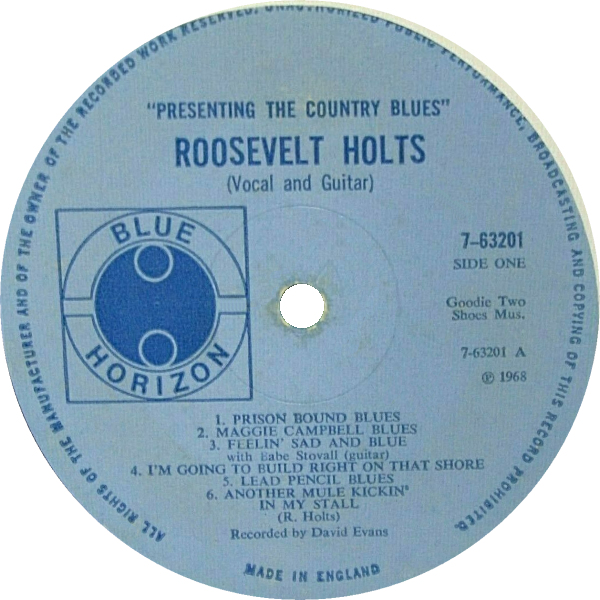 ALL RIGHTS OF THE MANUFACTURER AND OF THE OWNER OF THE RECORDED WORK RESERVED. UNAUTHORIZED PUBLIC PERFORMANCE, BROADCASTING AND COPYING OF THIS RECORD PROHIBITED.
"PRESENTING THE COUNTRY BLUES"
ROOSEVELT HOLTS
(Vocal and Guitar)
BLUE
HORIZON
7-63201
SIDE ONE
Goodie Two
Shoes Mus.
7-63201 A
℗ 1968
1. PRISON BOUND BLUES
2. MAGGIE CAMPBELL BLUES
3. FEELIN' SAD AND BLUE
with Babe Stovall (guitar)
4. I'M GOING TO BUILD RIGHT ON THAT SHORE
5. LEAD PENCIL BLUES
6. ANOTHER MULE KICKIN'
IN MY STALL
(R. Holts)
Recorded by David Evans
MADE IN ENGLAND